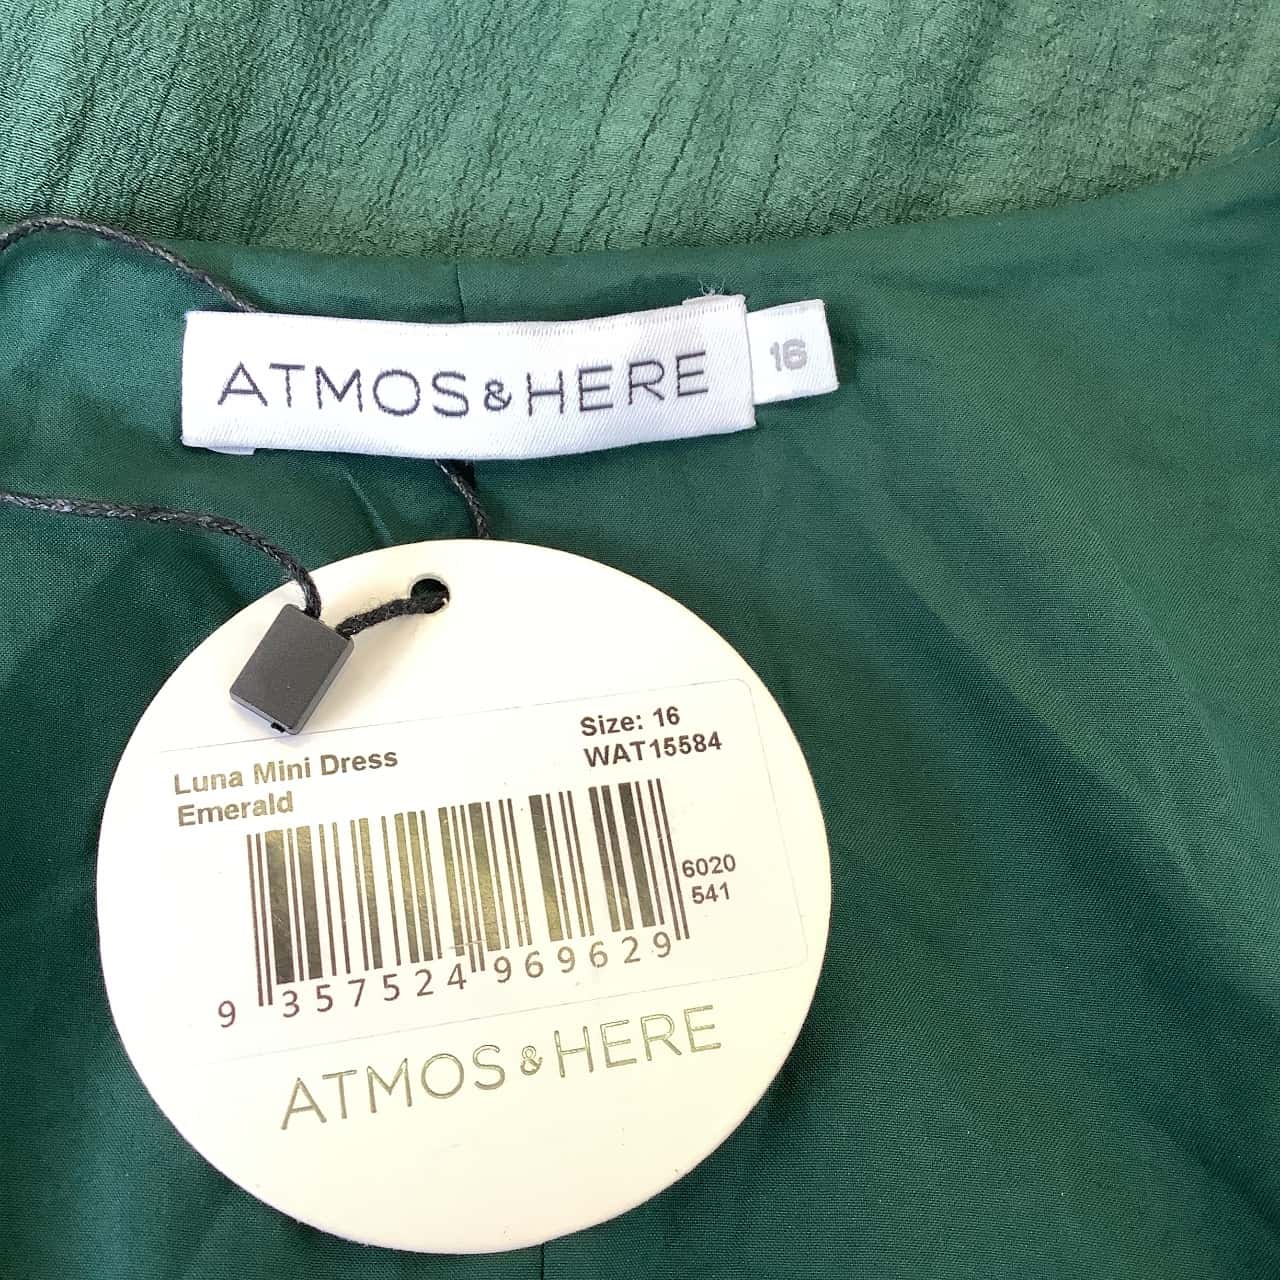 ATMOS & HERE
16
Size: 16
WAT15584
Luna Mini Dress
Emerald
6020
541
9 357524 969629
ATMOS & HERE